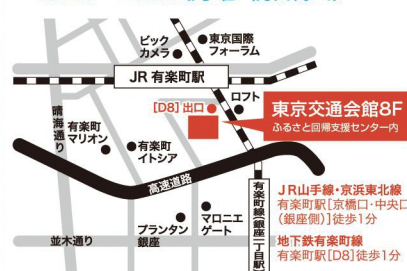 ビック
カメラ
東京国際
フォーラム
JR 有楽町駅
[D8] 出口
ロフト
東京交通会館8F
ふるさと回帰支援センター内
晴海通り
有楽町
マリオン
有楽町
イトシア
高速道路
有楽町線(銀座一丁目駅)
JR山手線・京浜東北線
有楽町駅[京橋口・中央口
(銀座側)]徒歩1分
プランタン
銀座
マロニエ
ゲート
並木通り
地下鉄有楽町線
有楽町駅[D8]徒歩1分